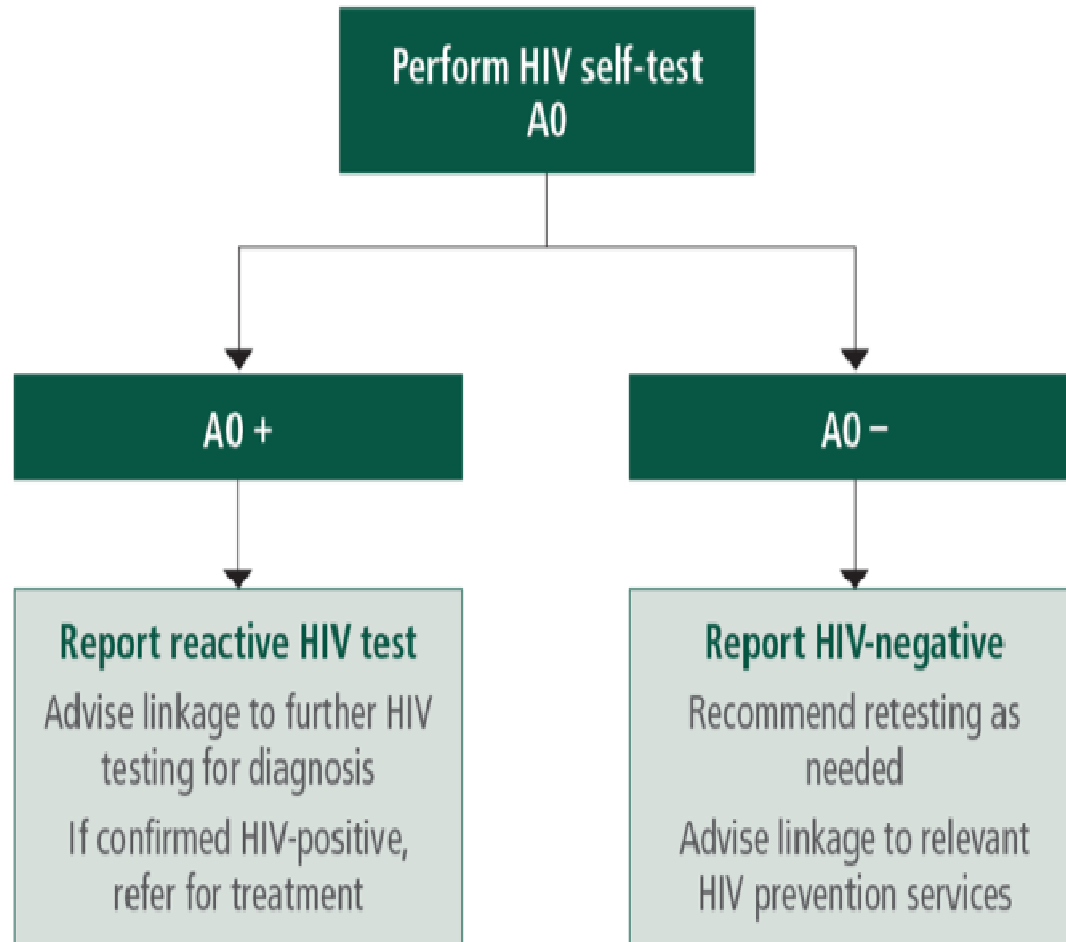 Perform HIV self-test
A0
A0 +
A0 –
Report reactive HIV test
Advise linkage to further HIV
testing for diagnosis
If confirmed HIV-positive,
refer for treatment
Report HIV-negative
Recommend retesting as
needed
Advise linkage to relevant
HIV prevention services